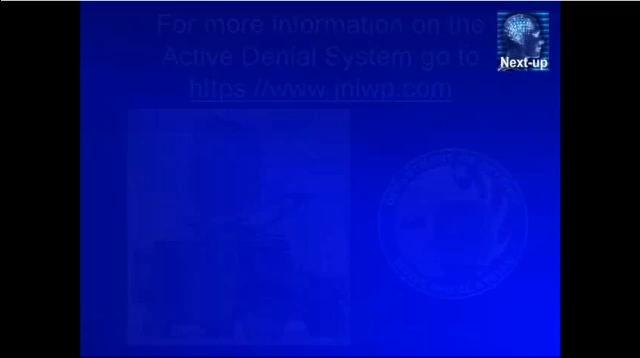 For more information on the
Active Denial System go to
https://www.jnlwp.com
Next-up